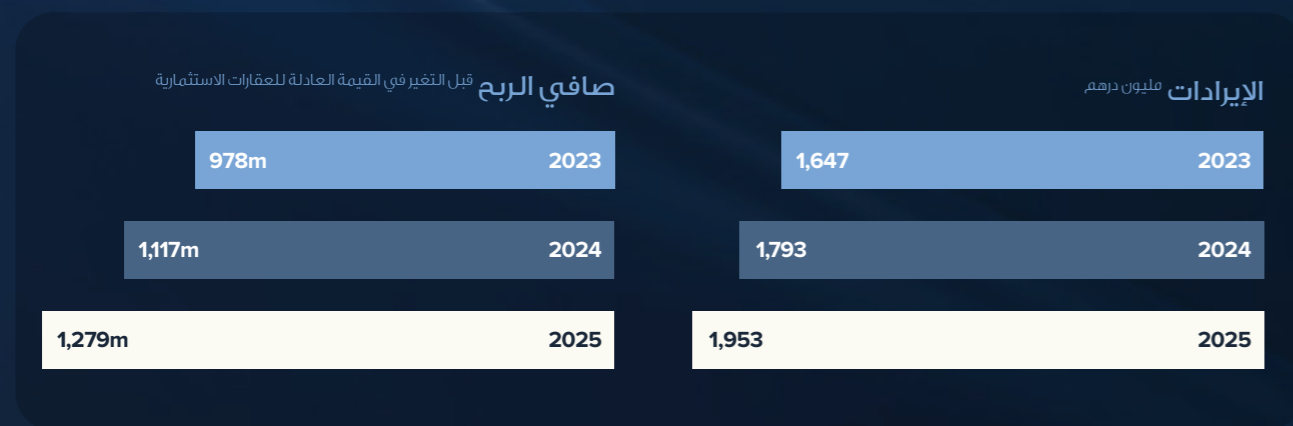 الإيرادات مليون درهم
2023 1,647
2024 1,793
2025 1,953
صافي الربح قبل التغير في القيمة العادلة للعقارات الاستثمارية
2023 978m
2024 1,117m
2025 1,279m